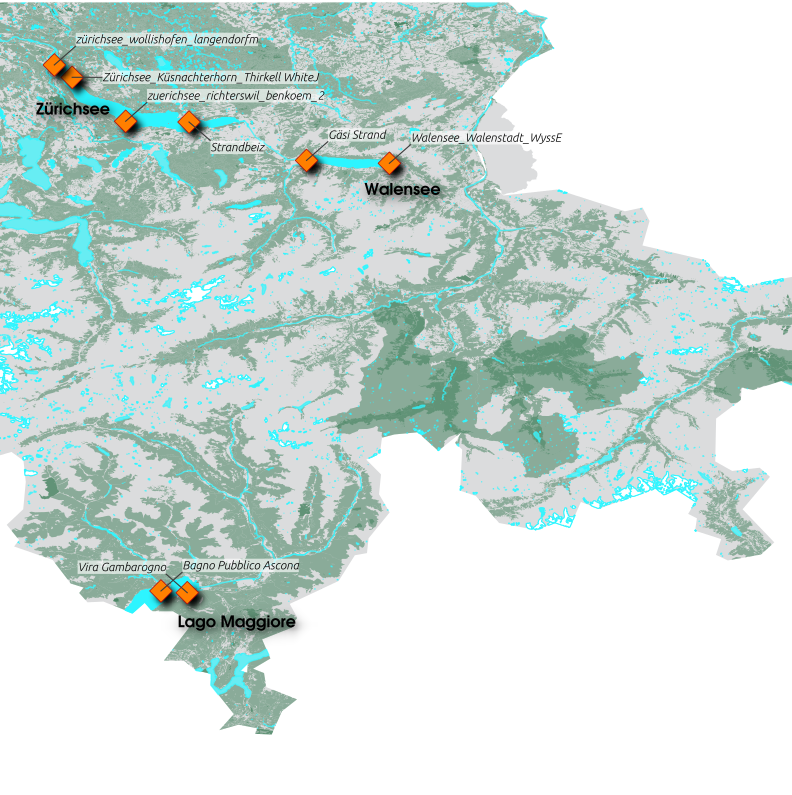 zürichsee_wollishofen_langendorfm
Zürichsee_Küsnachterhorn_Thirkell WhiteJ
zuerichsee_richterswil_benkoem_2
Zürichsee
Strandbeiz
Gäsi Strand
Walensee_Walenstadt_WyssE
Walensee
Vira Gambarogno
Bagno Pubblico Ascona
Lago Maggiore